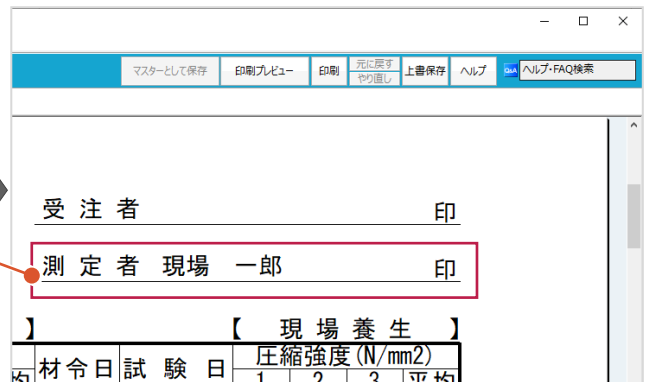 マスターとして保存 印刷プレビュー 印刷 元に戻す やり直し 上書保存 ヘルプ Q&A ヘルプ・FAQ検索
受注者 印
測定者 現場 一郎 印
】 【 現場養生 】
均 材令日 試験日 圧縮強度(N/mm2)
1 2 3 平均